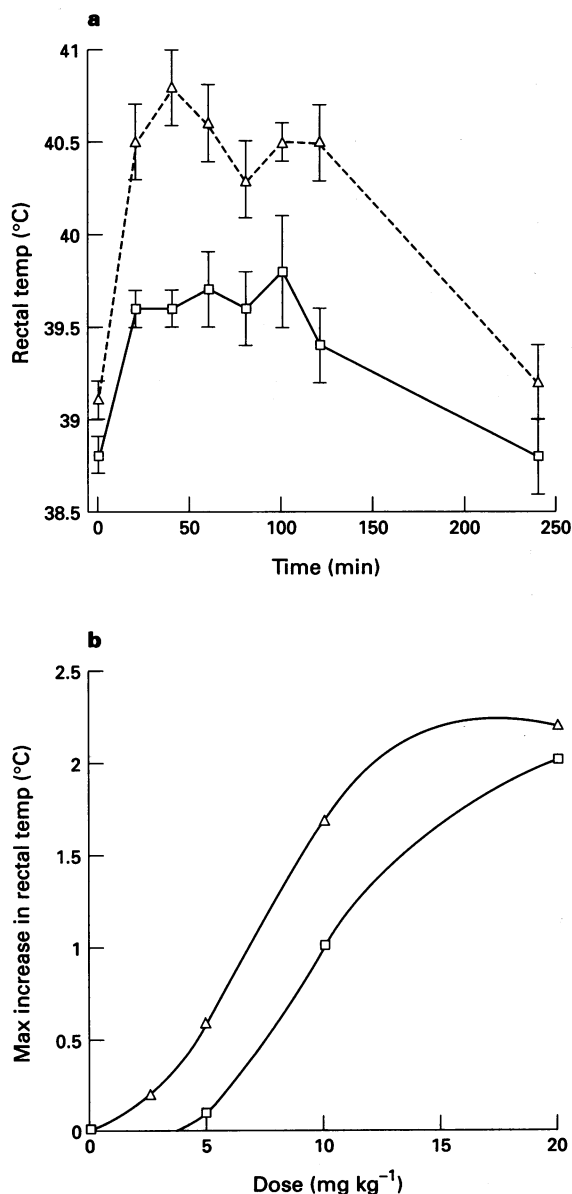 a
41
40.5
40
39.5
39
38.5
Rectal temp (°C)
0 50 100 150 200 250
Time (min)
b
2.5
2
1.5
1
0.5
0
Max increase in rectal temp (°C)
0 5 10 15 20
Dose (mg kg⁻¹)